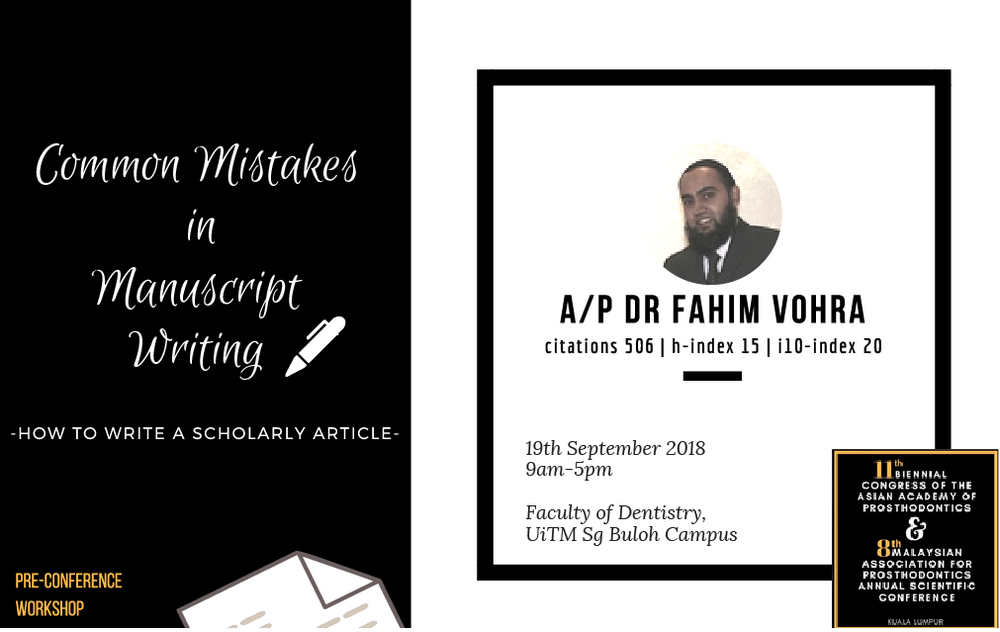 Common Mistakes
in
Manuscript
Writing
-HOW TO WRITE A SCHOLARLY ARTICLE-
PRE-CONFERENCE
WORKSHOP
A/P DR FAHIM VOHRA
citations 506 | h-index 15 | i10-index 20
19th September 2018
9am-5pm
Faculty of Dentistry,
UiTM Sg Buloh Campus
11th BIENNIAL
CONGRESS OF THE
ASIAN ACADEMY OF
PROSTHODONTICS
&
8th MALAYSIAN
ASSOCIATION FOR
PROSTHODONTICS
ANNUAL SCIENTIFIC
CONFERENCE
KUALA LUMPUR